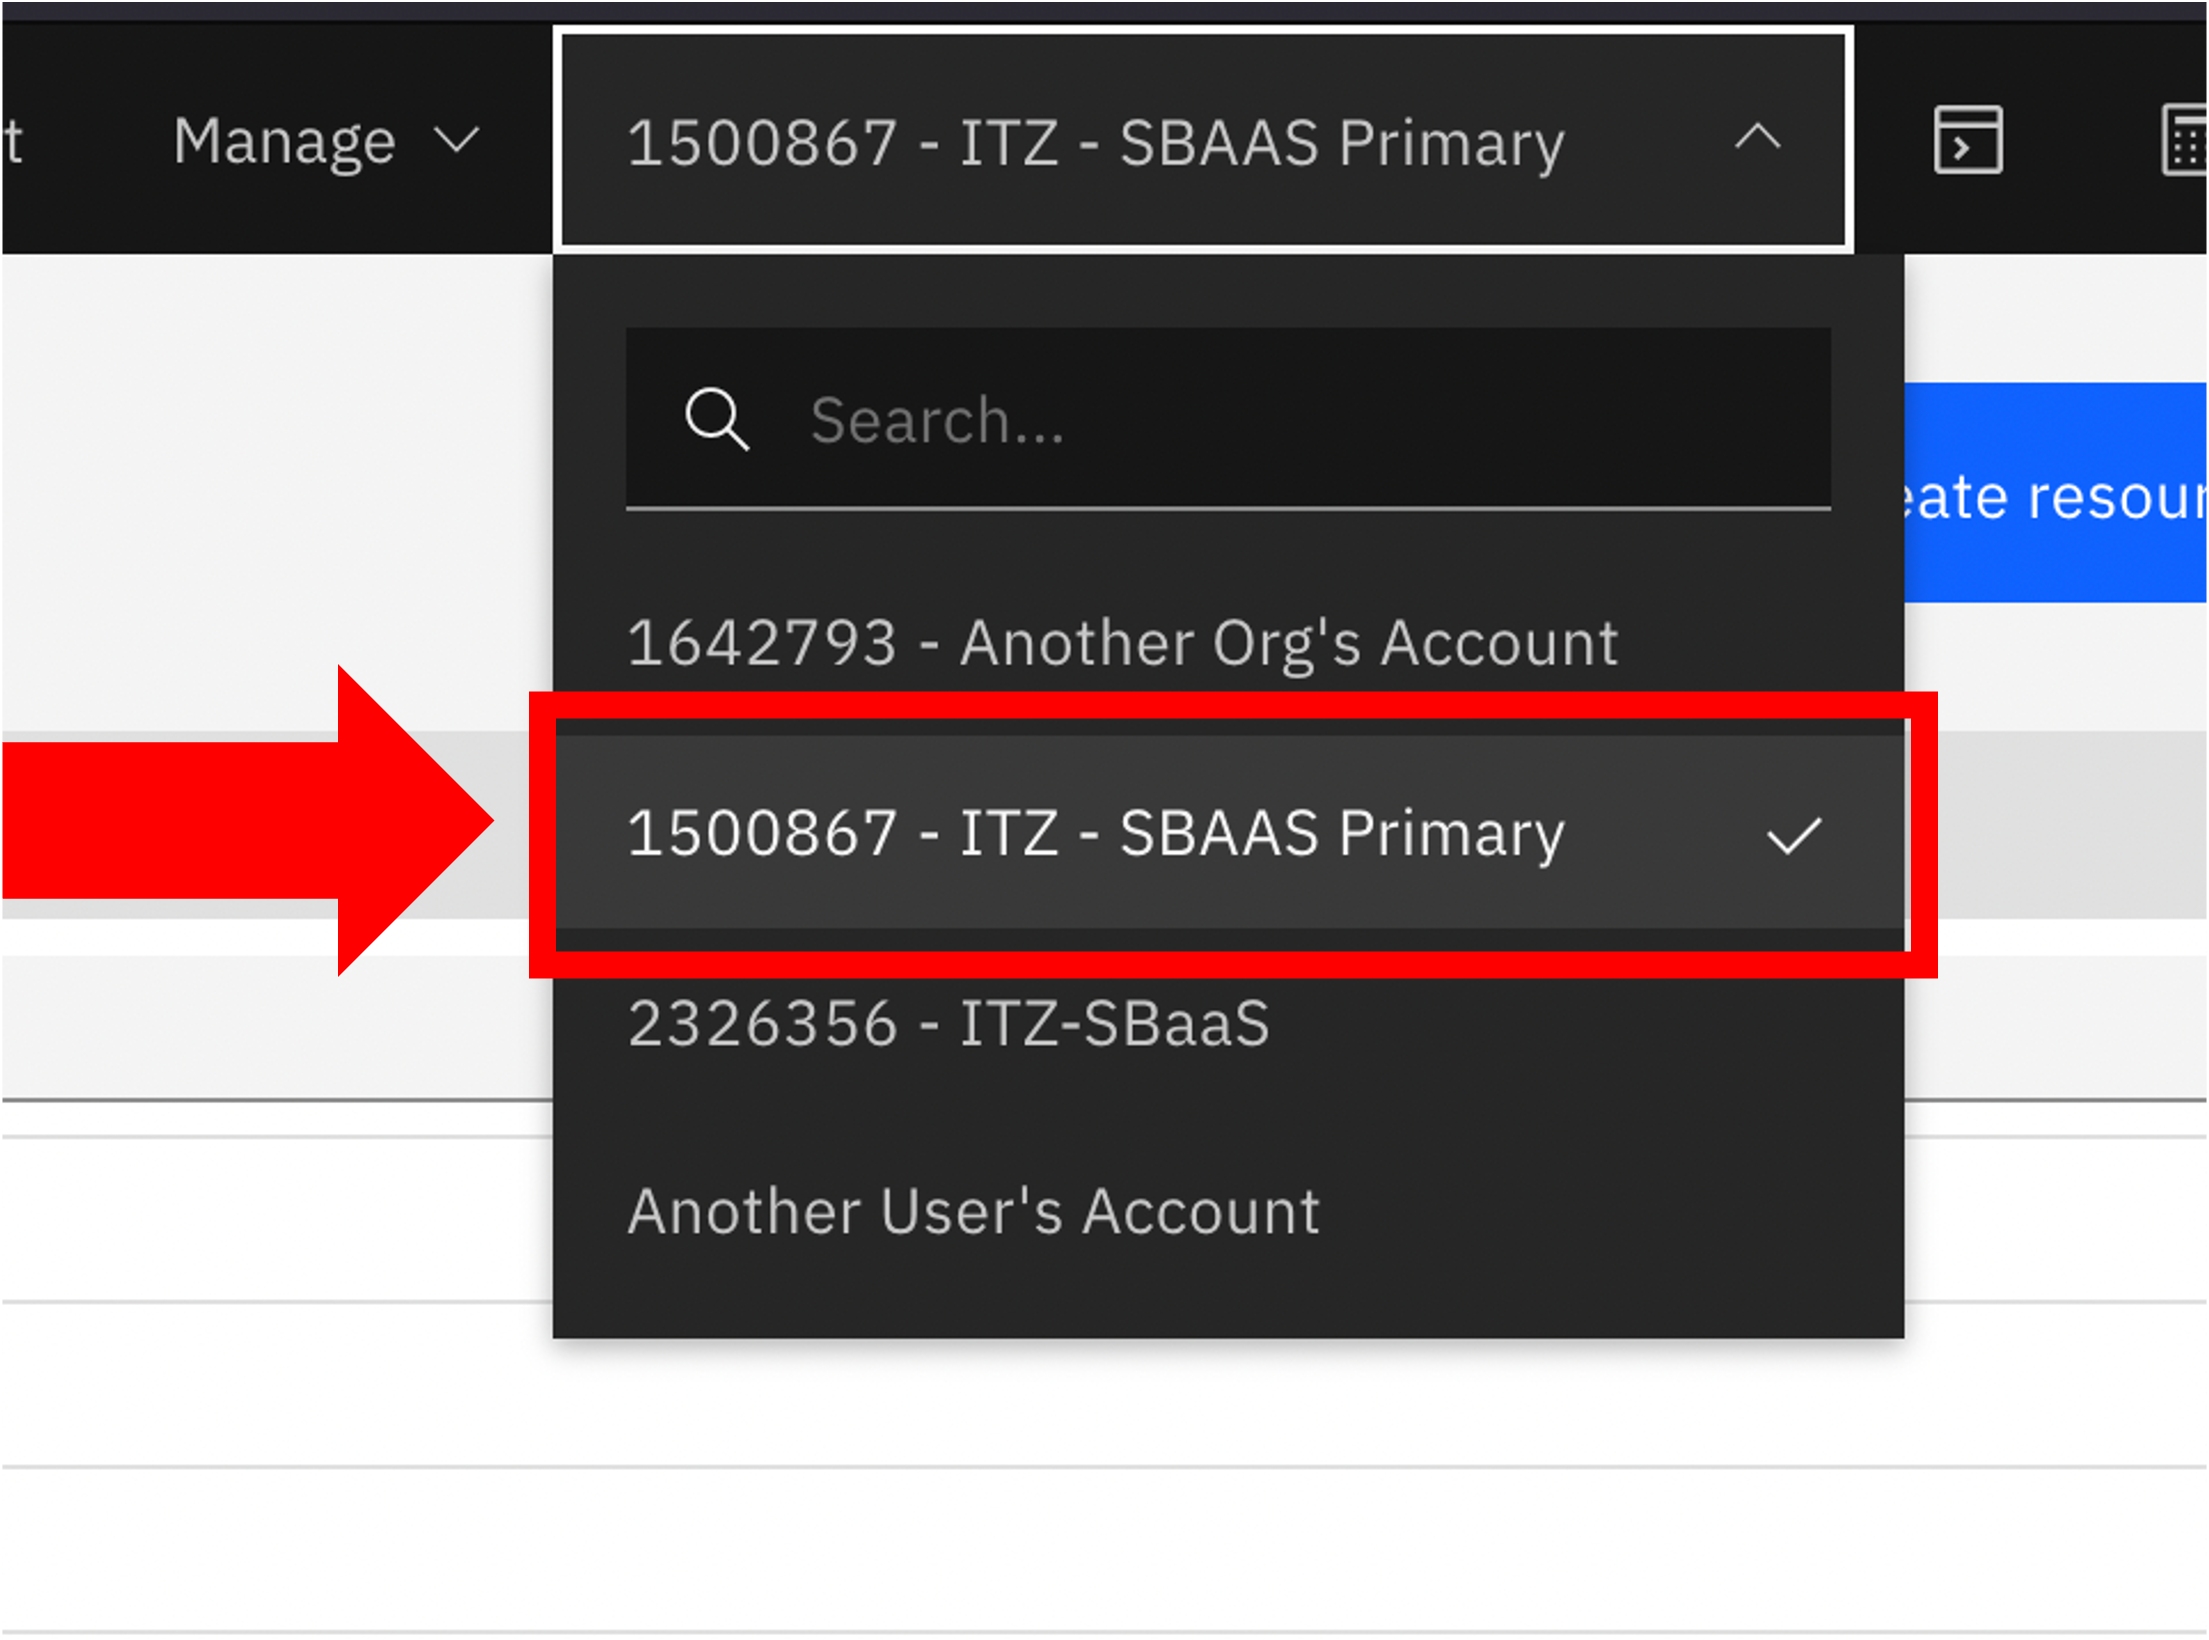 t Manage 1500867 - ITZ - SBAAS Primary
Search...
eate resour
1642793 - Another Org's Account
1500867 - ITZ - SBAAS Primary
2326356 - ITZ-SBaaS
Another User's Account